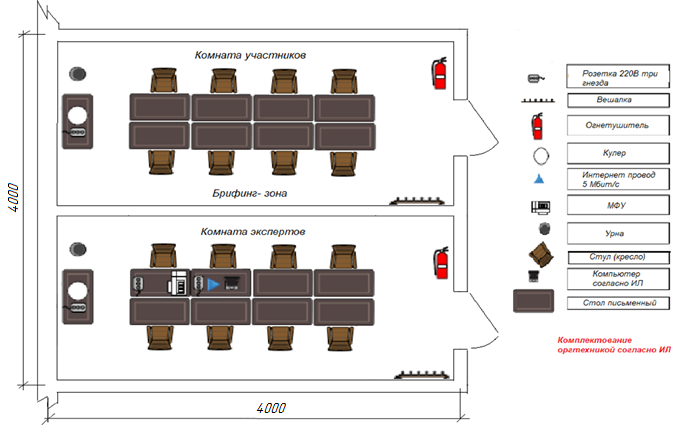 Комната участников
Брифинг- зона
Комната экспертов
4000
4000
Розетка 220В три
гнезда
Вешалка
Огнетушитель
Кулер
Интернет провод
5 Мбит/с
МФУ
Урна
Стул (кресло)
Компьютер
согласно ИЛ
Стол письменный
Комплектование
оргтехникой согласно ИЛ